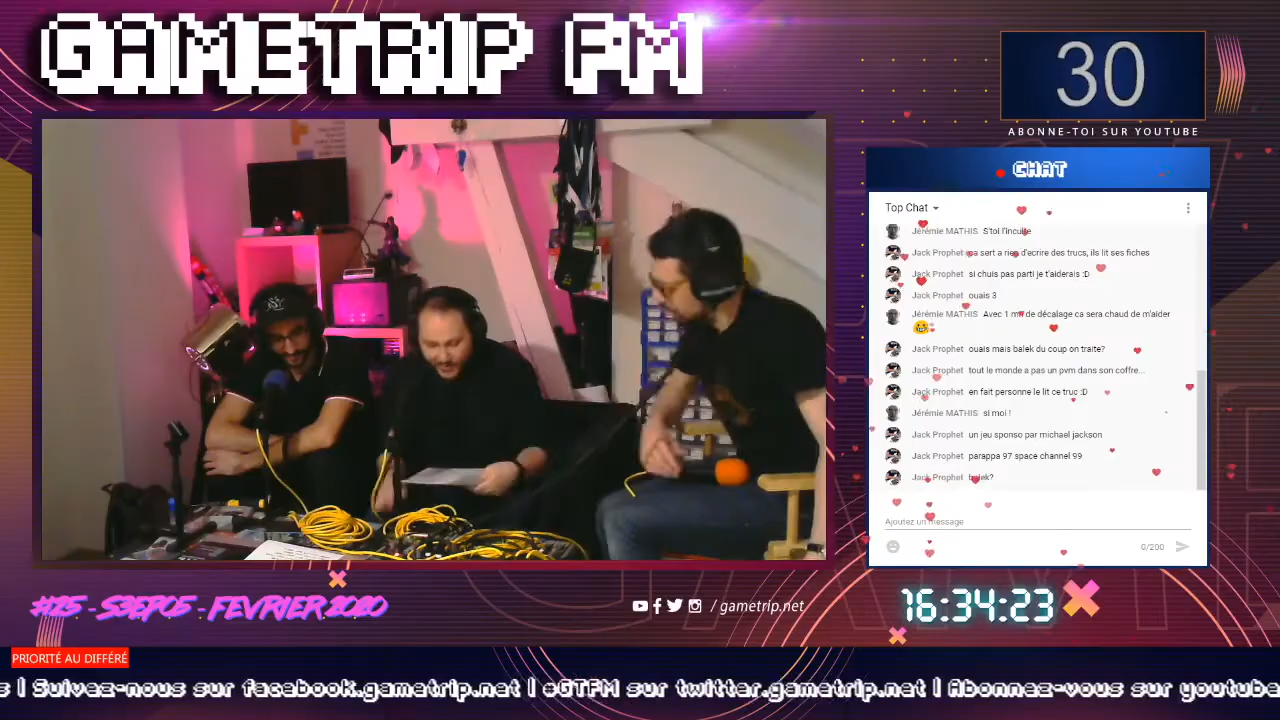 GAMETRIP FM
30
ABONNE-TOI SUR YOUTUBE
CHAT
Top Chat
Jérémie MATHIS S'toi l'inculte
Jack Prophet ca sert a rien d'ecrire des trucs, ils lit ses fiches
Jack Prophet si chuis pas parti je t'aiderais :D
Jack Prophet ouais 3
Jérémie MATHIS Avec 1 mn de décalage ca sera chaud de m'aider
Jack Prophet ouais mais balek du coup on traite?
Jack Prophet tout le monde a pas un pvm dans son coffre...
Jack Prophet en fait personne le lit ce truc :D
Jérémie MATHIS si moi !
Jack Prophet un jeu sponso par michael jackson
Jack Prophet parappa 97 space channel 99
Jack Prophet balek?
Ajoutez un message
0/200
#125 - S3EP05 - FEVRIER 2020
/ gametrip.net
16:34:23
PRIORITÉ AU DIFFÉRÉ
s | Suivez-nous sur facebook.gametrip.net | #GTFM sur twitter.gametrip.net | Abonnez-vous sur youtube